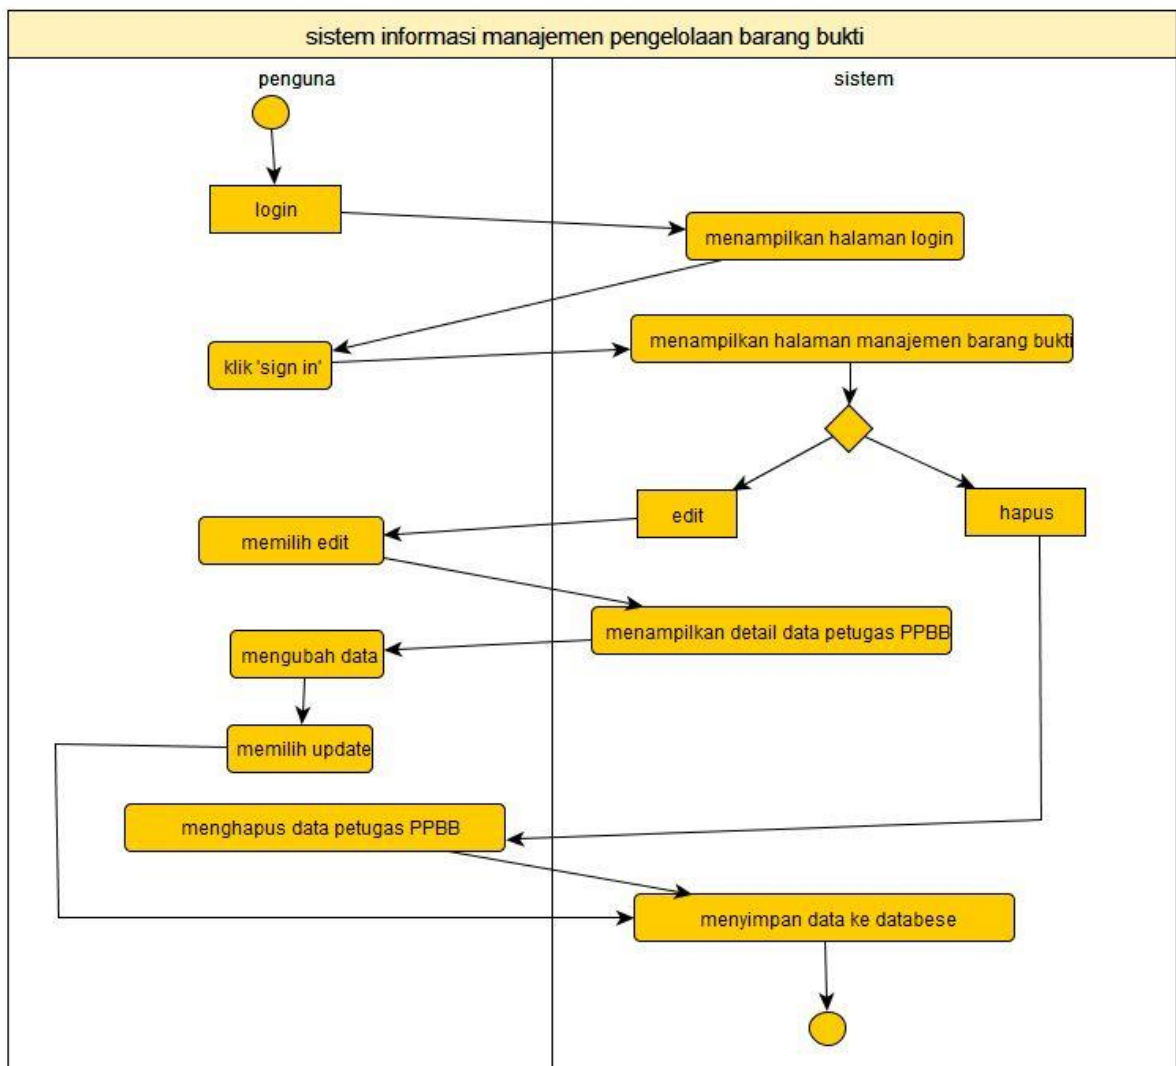 sistem informasi manajemen pengelolaan barang bukti
penguna
sistem
login
menampilkan halaman login
klik 'sign in'
menampilkan halaman manajemen barang bukti
edit
hapus
memilih edit
menampilkan detail data petugas PPBB
mengubah data
memilih update
menghapus data petugas PPBB
menyimpan data ke databese